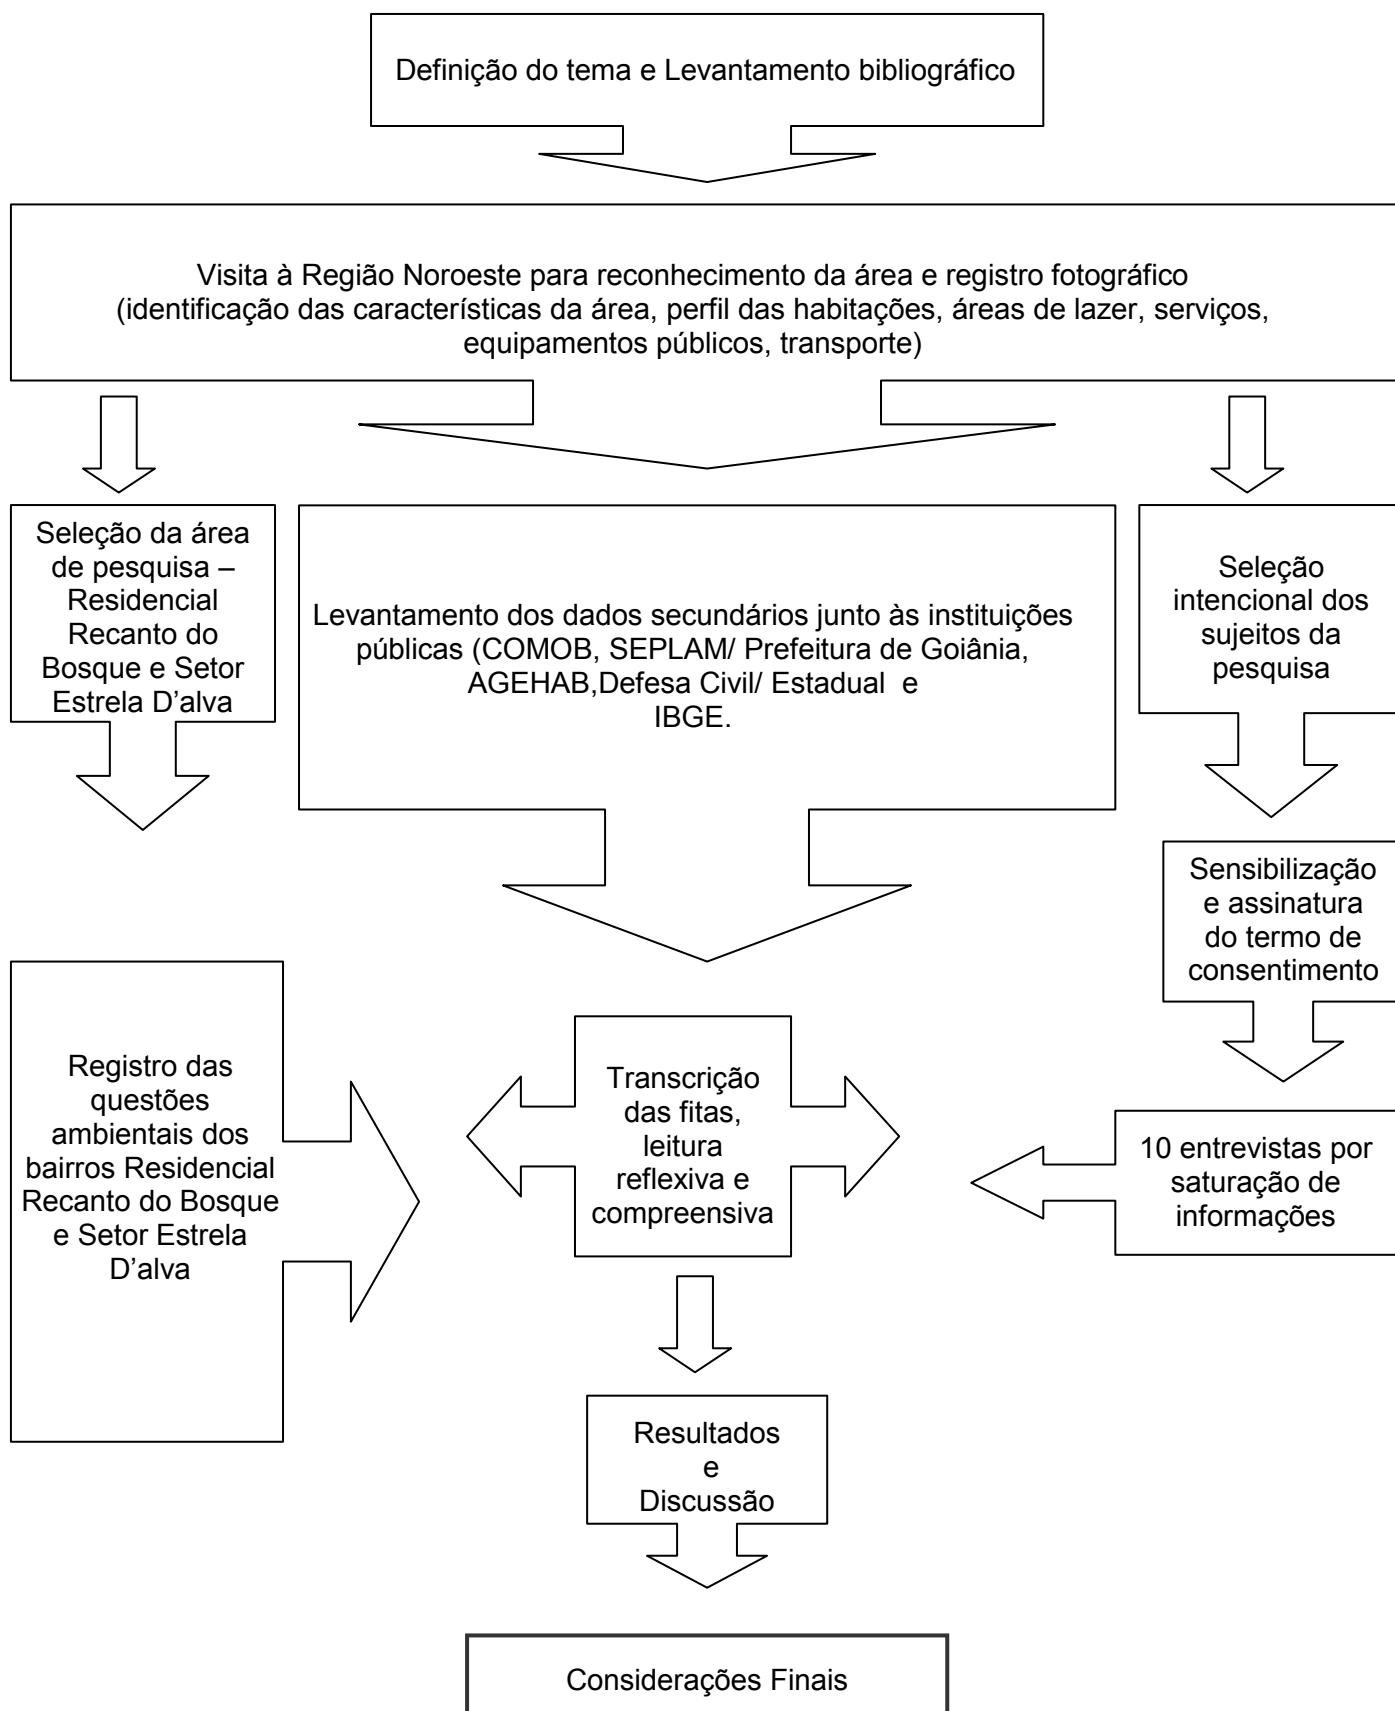 Definição do tema e Levantamento bibliográfico
Visita à Região Noroeste para reconhecimento da área e registro fotográfico
(identificação das características da área, perfil das habitações, áreas de lazer, serviços,
equipamentos públicos, transporte)
Seleção da área
de pesquisa –
Residencial
Recanto do
Bosque e Setor
Estrela D’alva
Levantamento dos dados secundários junto às instituições
públicas (COMOB, SEPLAM/ Prefeitura de Goiânia,
AGEHAB,Defesa Civil/ Estadual  e
IBGE.
Seleção
intencional dos
sujeitos da
pesquisa
Sensibilização
e assinatura
do termo de
consentimento
Registro das
questões
ambientais dos
bairros Residencial
Recanto do Bosque
e Setor Estrela
D’alva
Transcrição
das fitas,
leitura
reflexiva e
compreensiva
10 entrevistas por
saturação de
informações
Resultados
e
Discussão
Considerações Finais